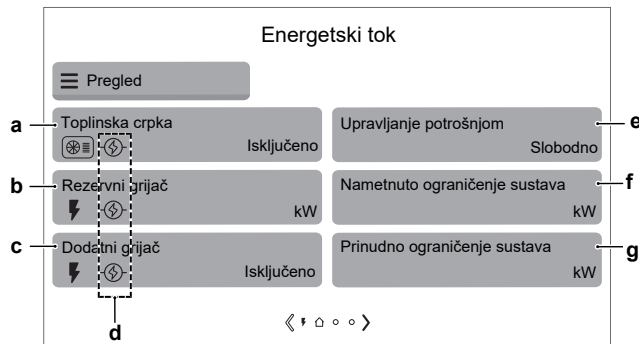 Energetski tok
Pregled
a
Toplinska crpka
Isključeno
e
Upravljanje potrošnjom
Slobodno
b
Rezervni grijač
kW
f
Nametnuto ograničenje sustava
kW
c
Dodatni grijač
Isključeno
g
Prinudno ograničenje sustava
kW
d